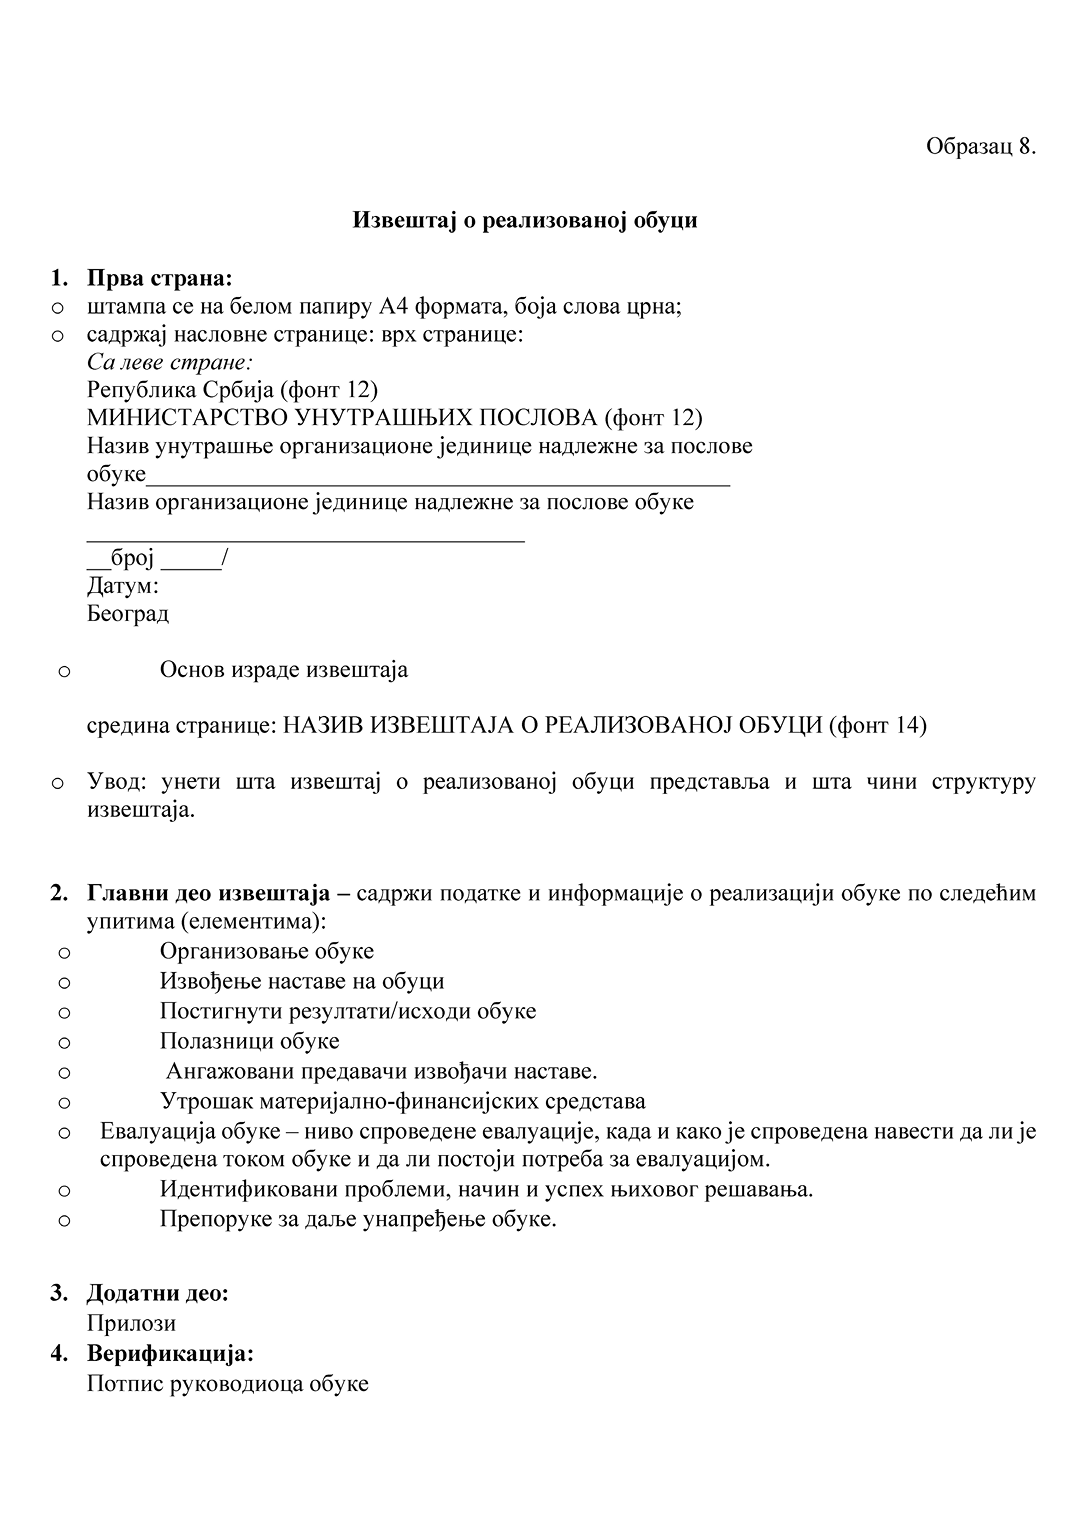 Образац 8.
Извештај о реализованој обуци
1. Прва страна:
o штампа се на белом папиру А4 формата, боја слова црна;
o садржај насловне странице: врх странице:
Са леве стране:
Република Србија (фонт 12)
МИНИСТАРСТВО УНУТРАШЊИХ ПОСЛОВА (фонт 12)
Назив унутрашње организационе јединице надлежне за послове
обуке________________________________________________
Назив организационе јединице надлежне за послове обуке
____________________________________
__број _____/
Датум:
Београд
o Основ израде извештаја
средина странице: НАЗИВ ИЗВЕШТАЈА О РЕАЛИЗОВАНОЈ ОБУЦИ (фонт 14)
o Увод: унети шта извештај о реализованој обуци представља и шта чини структуру
извештаја.
2. Главни део извештаја – садржи податке и информације о реализацији обуке по следећим
упитима (елементима):
o Организовање обуке
o Извођење наставе на обуци
o Постигнути резултати/исходи обуке
o Полазници обуке
o Ангажовани предавачи извођачи наставе.
o Утрошак материјално-финансијских средстава
o Евалуација обуке – ниво спроведене евалуације, када и како је спроведена навести да ли је
спроведена током обуке и да ли постоји потреба за евалуацијом.
o Идентификовани проблеми, начин и успех њиховог решавања.
o Препоруке за даље унапређење обуке.
3. Додатни део:
Прилози
4. Верификација:
Потпис руководиоца обуке